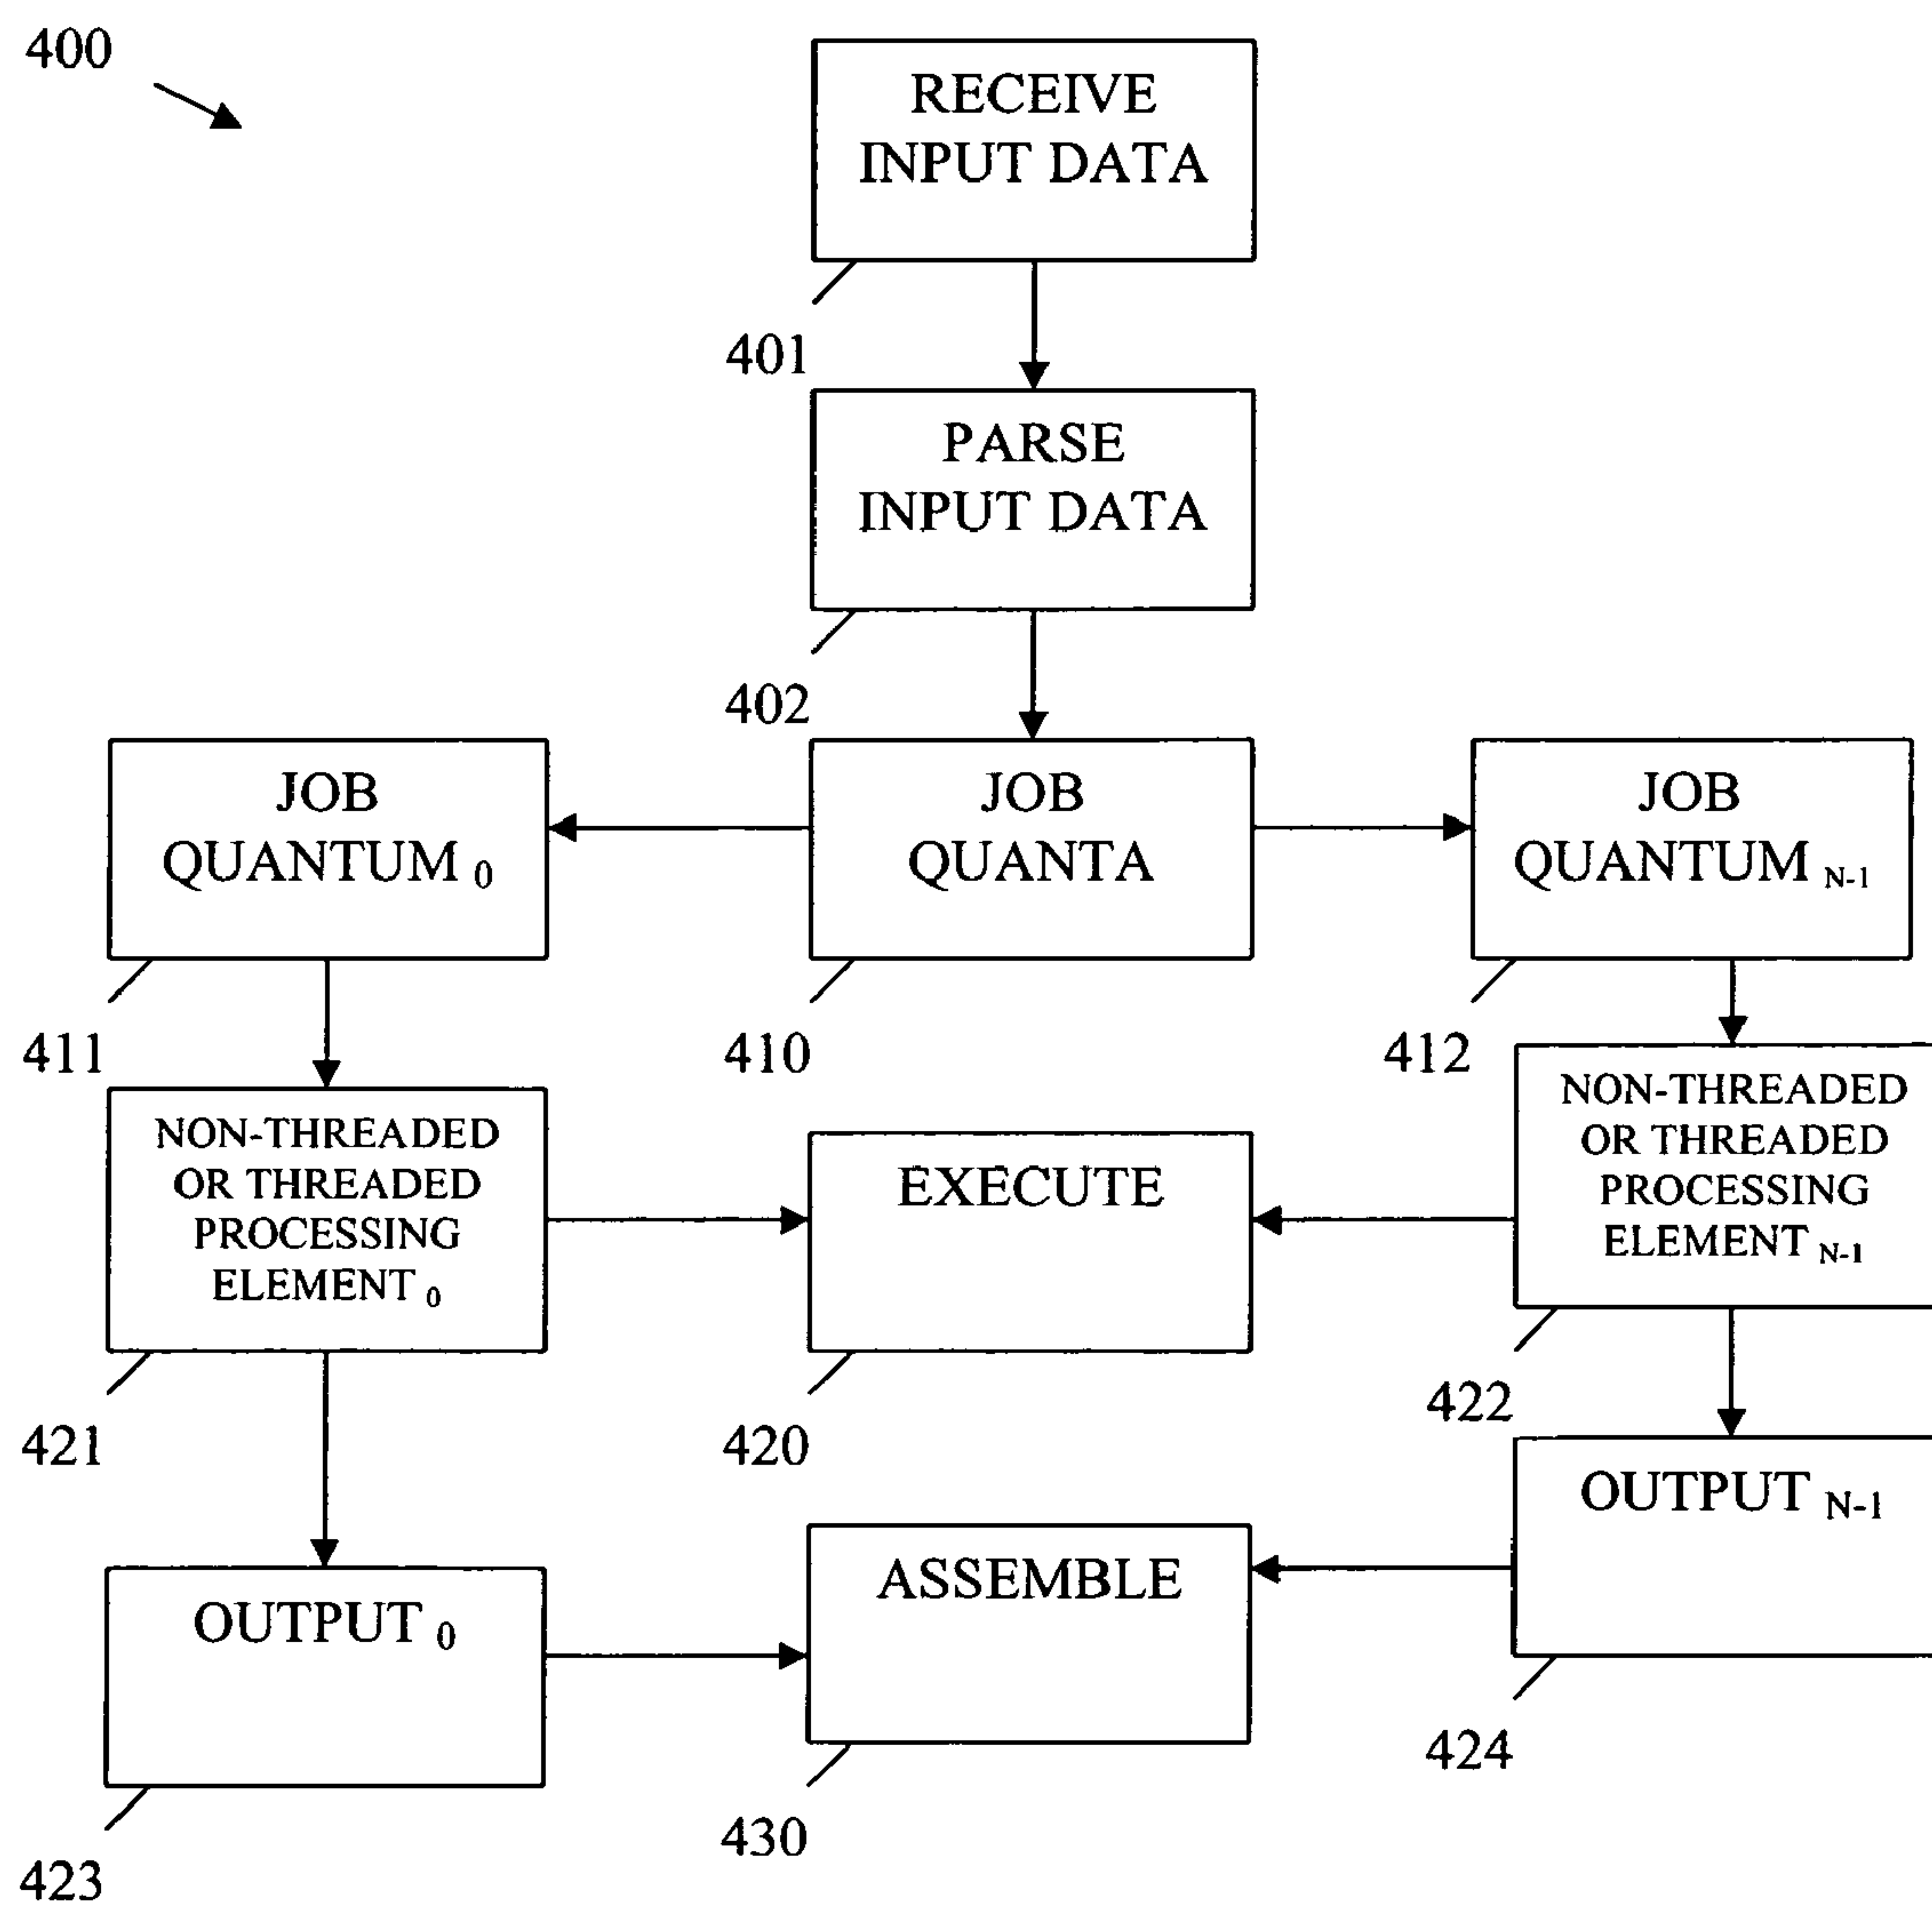 400
RECEIVE
INPUT DATA
401
PARSE
INPUT DATA
402
JOB
QUANTUM 0
411
JOB
QUANTA
410
JOB
QUANTUM N-1
412
NON-THREADED
OR THREADED
PROCESSING
ELEMENT 0
421
EXECUTE
420
NON-THREADED
OR THREADED
PROCESSING
ELEMENT N-1
422
OUTPUT 0
423
ASSEMBLE
430
OUTPUT N-1
424